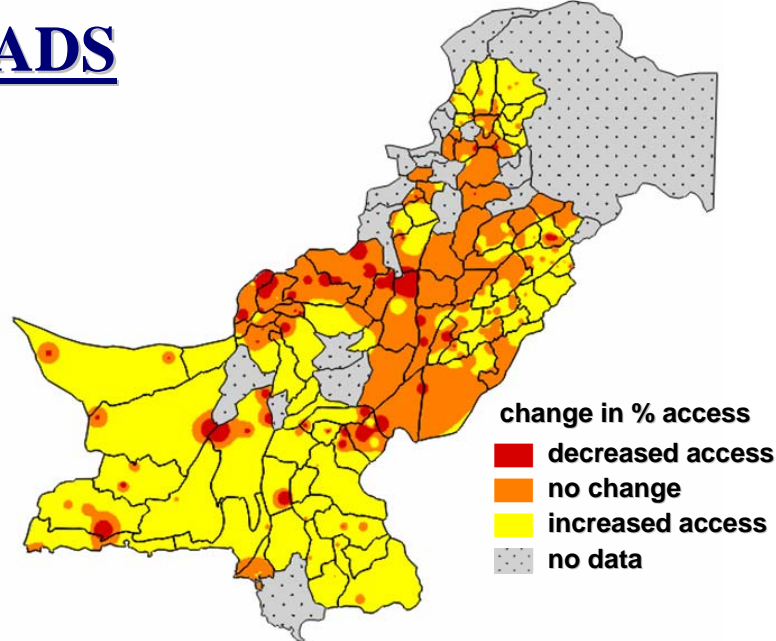 ADS
change in % access
decreased access
no change
increased access
no data